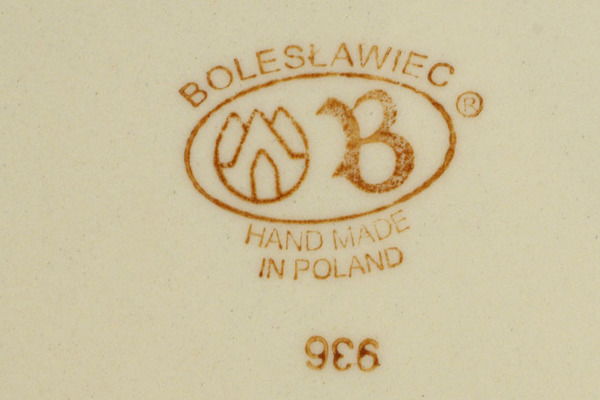 BOLESŁAWIEC
®
B
HAND MADE
IN POLAND
936